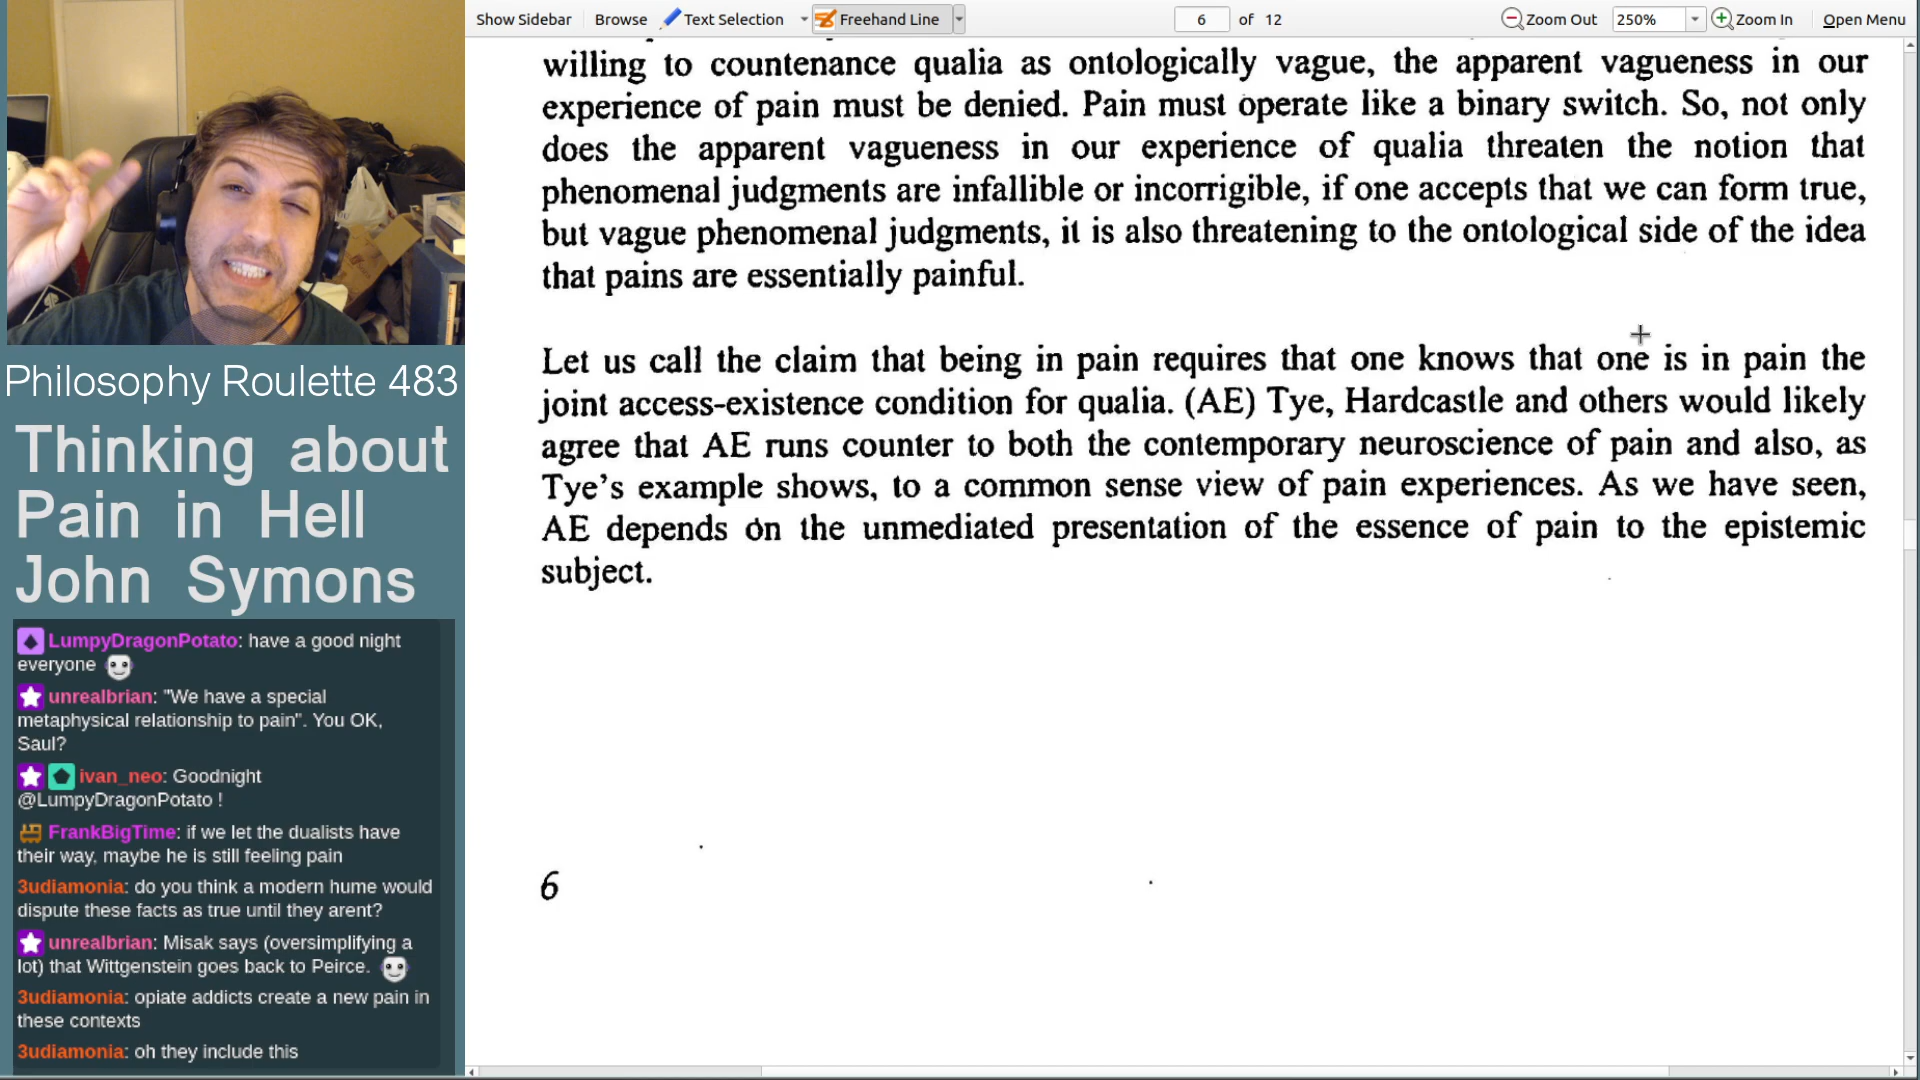 Show Sidebar Browse Text Selection Freehand Line 6 of 12 Zoom Out 250% Zoom In Open Menu
willing to countenance qualia as ontologically vague, the apparent vagueness in our
experience of pain must be denied. Pain must operate like a binary switch. So, not only
does the apparent vagueness in our experience of qualia threaten the notion that
phenomenal judgments are infallible or incorrigible, if one accepts that we can form true,
but vague phenomenal judgments, it is also threatening to the ontological side of the idea
that pains are essentially painful.
Let us call the claim that being in pain requires that one knows that one is in pain the
joint access-existence condition for qualia. (AE) Tye, Hardcastle and others would likely
agree that AE runs counter to both the contemporary neuroscience of pain and also, as
Tye's example shows, to a common sense view of pain experiences. As we have seen,
AE depends on the unmediated presentation of the essence of pain to the epistemic
subject.
6
Philosophy Roulette 483
Thinking about
Pain in Hell
John Symons
LumpyDragonPotato: have a good night
everyone
unrealbrian: "We have a special
metaphysical relationship to pain". You OK,
Saul?
ivan_neo: Goodnight
@LumpyDragonPotato !
FrankBigTime: if we let the dualists have
their way, maybe he is still feeling pain
3udiamonia: do you think a modern hume would
dispute these facts as true until they arent?
unrealbrian: Misak says (oversimplifying a
lot) that Wittgenstein goes back to Peirce.
3udiamonia: opiate addicts create a new pain in
these contexts
3udiamonia: oh they include this